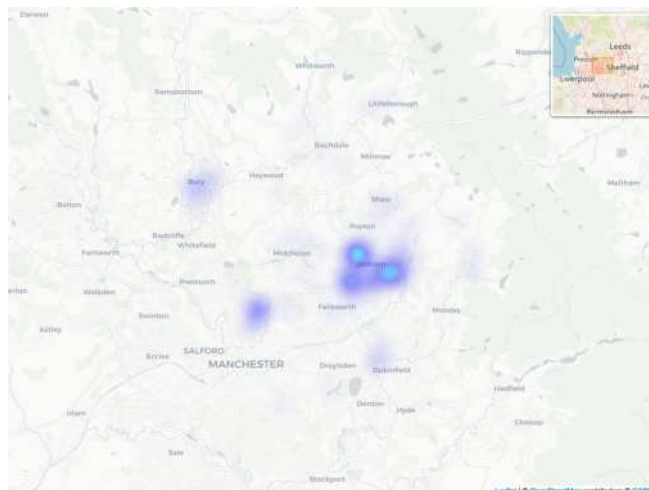 Darwen
Leeds
Preston
Sheffield
Liverpool
Nottingham
Birmingham
Whitworth
Ramsbottom
Littleborough
Rochdale
Milnrow
Bury
Heywood
Meltham
Bolton
Shaw
Royton
Radcliffe
Whitefield
Middleton
Farnworth
Oldham
Prestwich
Walkden
Failsworth
Mossley
Swinton
Astley
SALFORD
Eccles
MANCHESTER
Droylsden
Dukinfield
Hadfield
Denton
Hyde
Irlam
Glossop
Sale
Stockport